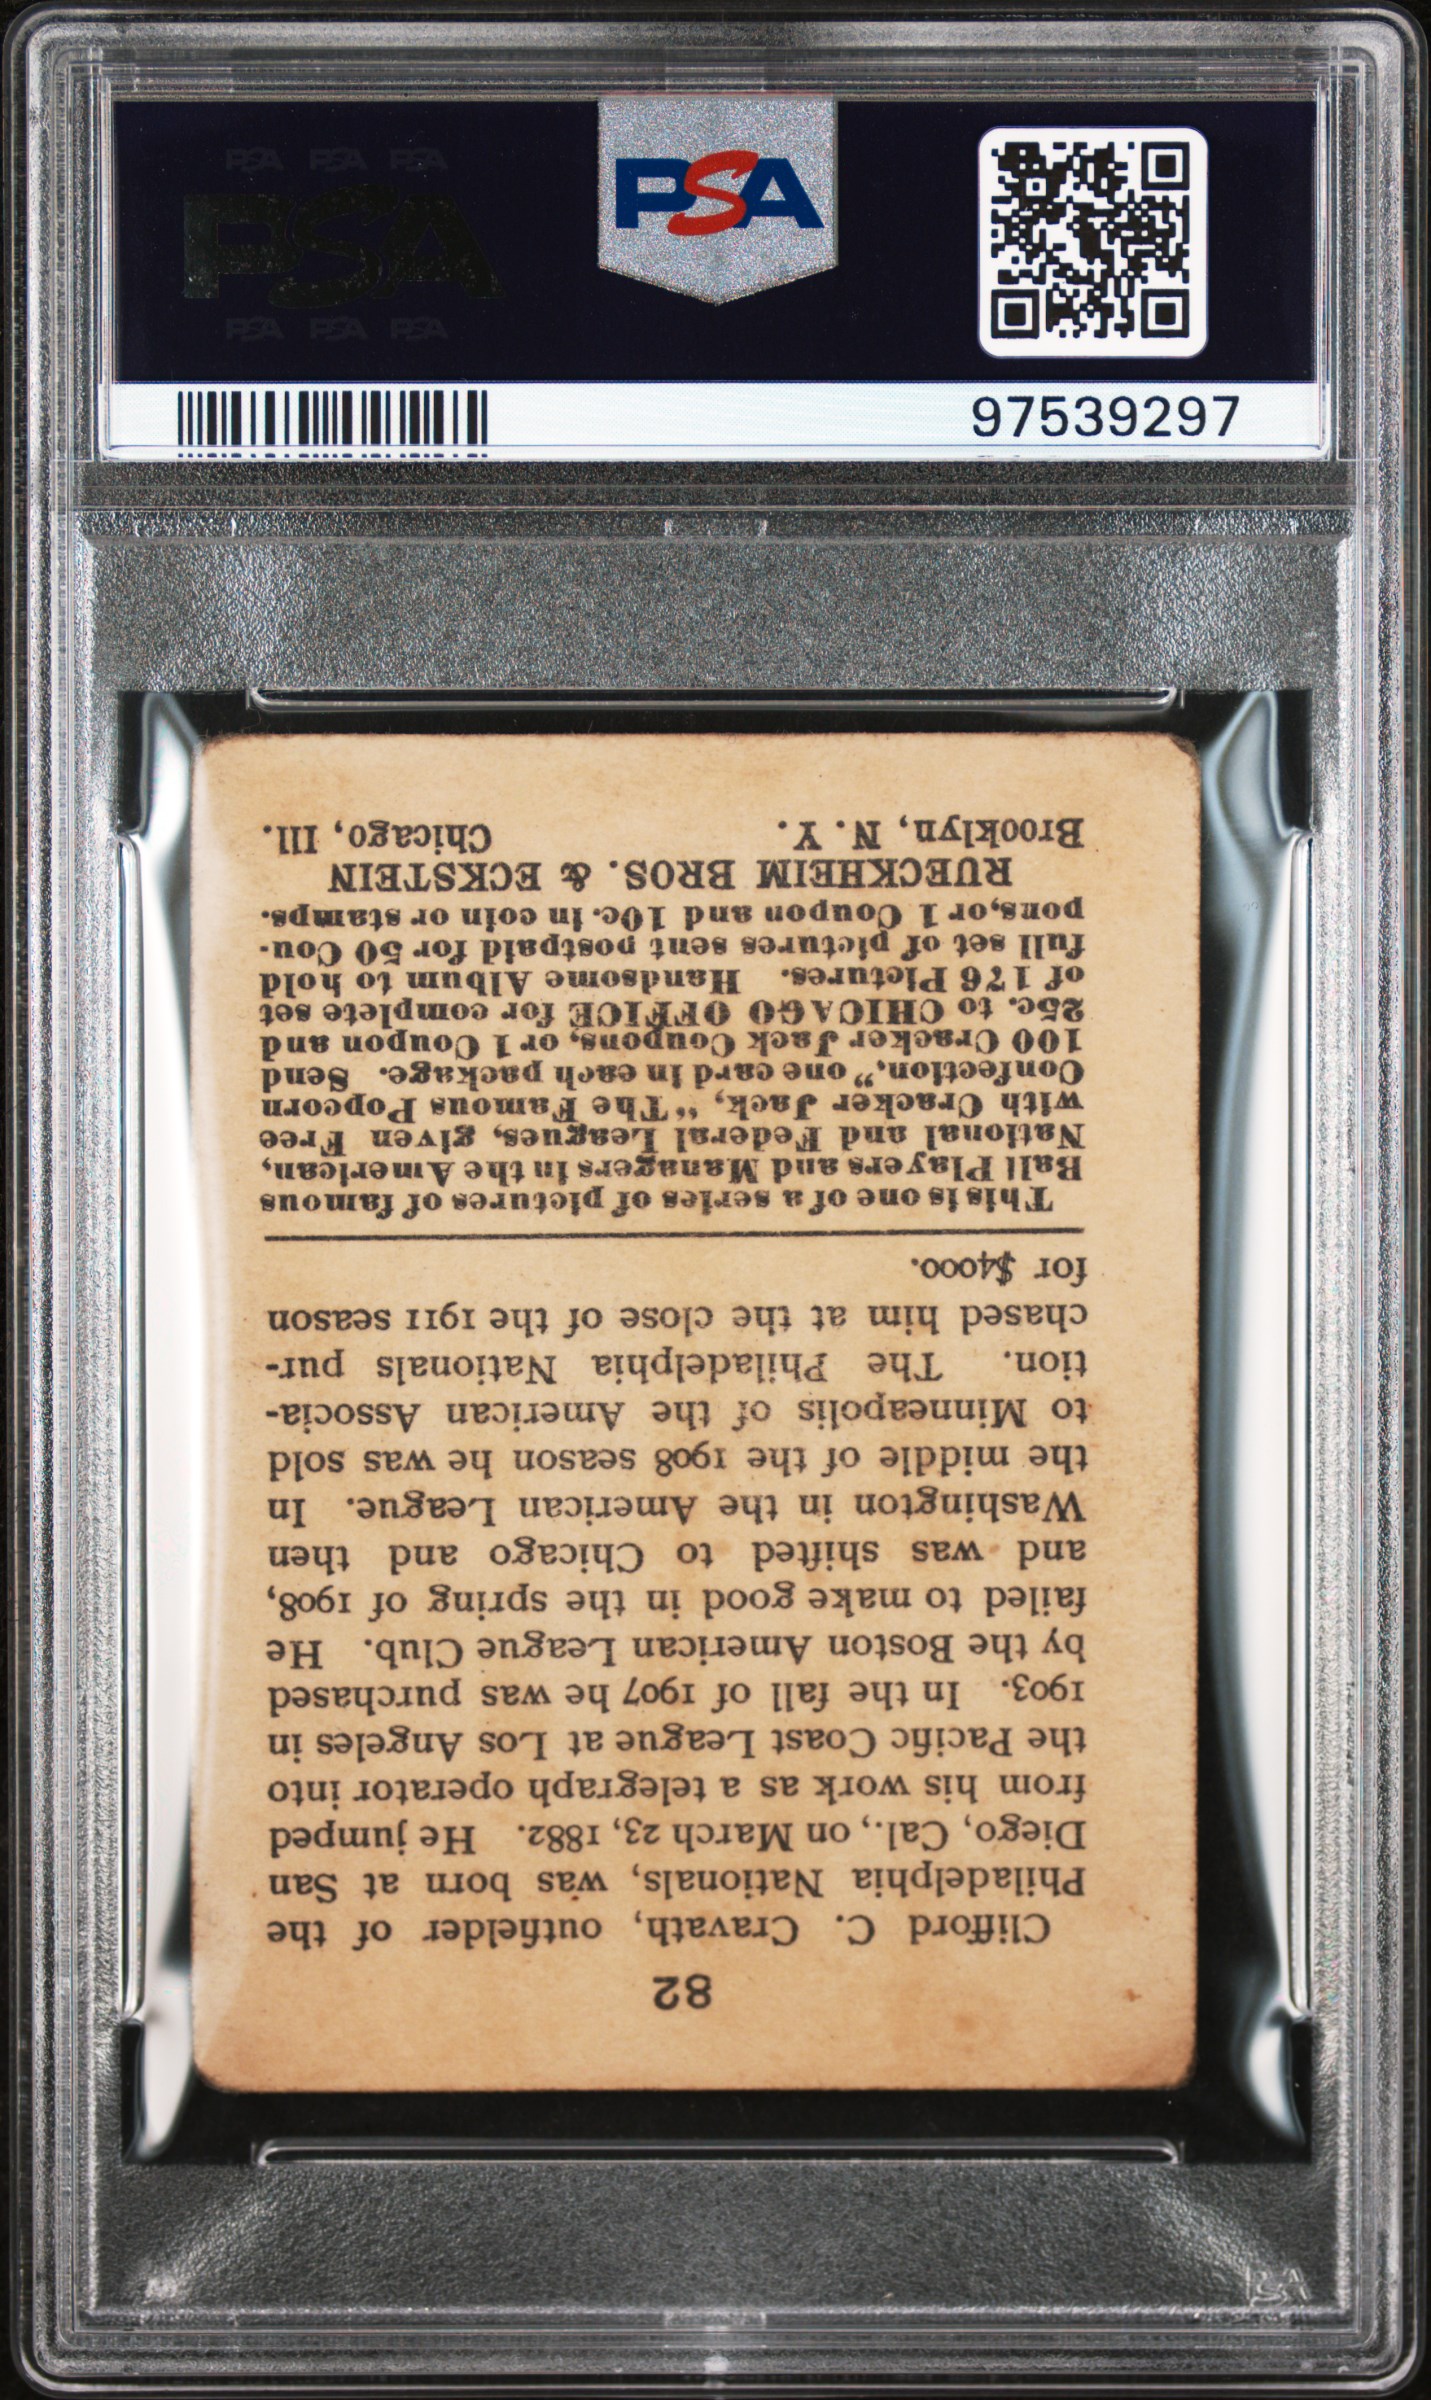 PSA PSA PSA
PSA
PSA PSA PSA
PSA
97539297
82
Clifford C. Cravath, outfielder of the
Philadelphia Nationals, was born at San
Diego, Cal., on March 23, 1882. He jumped
from his work as a telegraph operator into
the Pacific Coast League at Los Angeles in
1903. In the fall of 1907 he was purchased
by the Boston American League Club. He
failed to make good in the spring of 1908,
and was shifted to Chicago and then
Washington in the American League. In
the middle of the 1908 season he was sold
to Minneapolis of the American Associa-
tion. The Philadelphia Nationals pur-
chased him at the close of the 1911 season
for $4000.
This is one of a series of pictures of famous
Ball Players and Managers in the American,
National and Federal Leagues, given Free
with Cracker Jack, "The Famous Popcorn
Confection," one card in each package. Send
100 Cracker Jack Coupons, or 1 Coupon and
25c. to CHICAGO OFFICE for complete set
of 176 Pictures. Handsome Album to hold
full set of pictures sent postpaid for 50 Cou-
pons, or 1 Coupon and 10c. in coin or stamps.
RUECKHEIM BROS. & ECKSTEIN
Brooklyn, N. Y. Chicago, Ill.
PSA